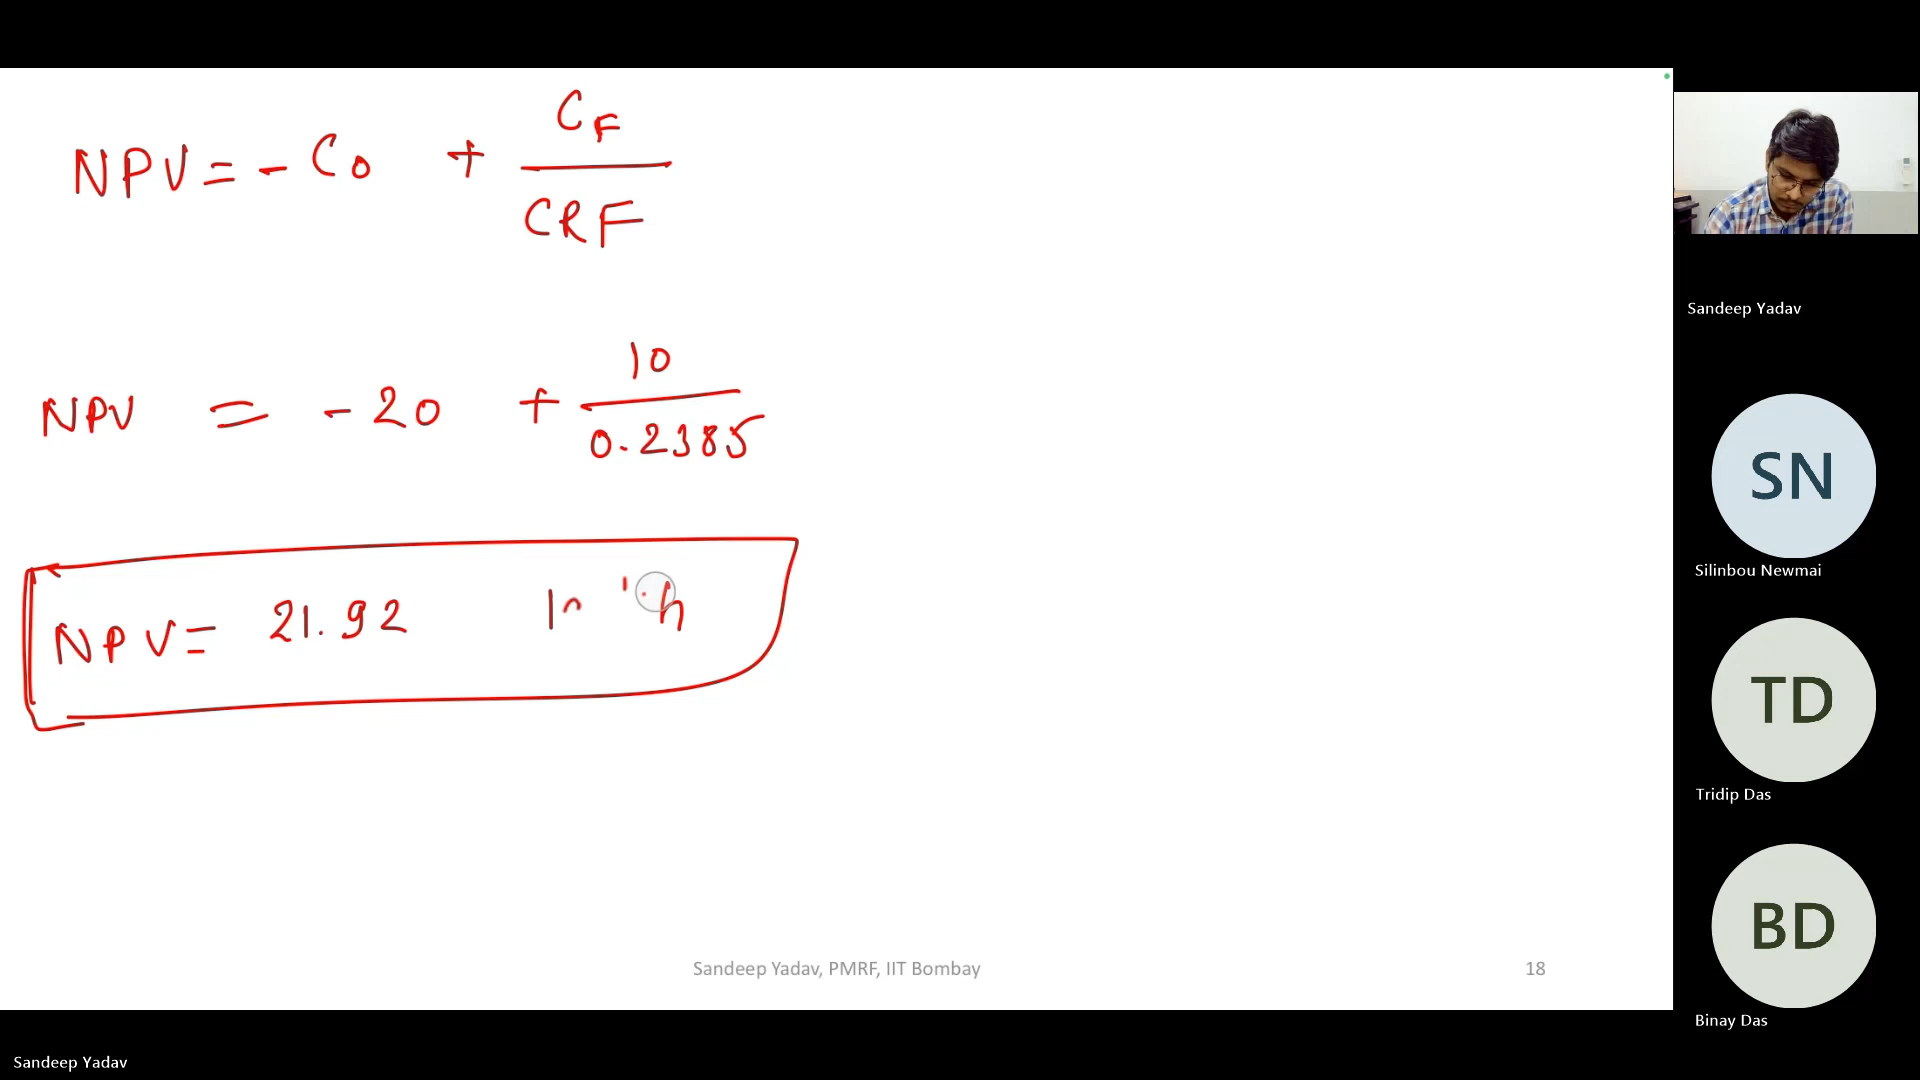 NPV = - C0 + CF / CRF
NPV = - 20 + 10 / 0.2385
NPV = 21.92
Sandeep Yadav, PMRF, IIT Bombay
18
Sandeep Yadav
SN
Silinbou Newmai
TD
Tridip Das
BD
Binay Das
Sandeep Yadav